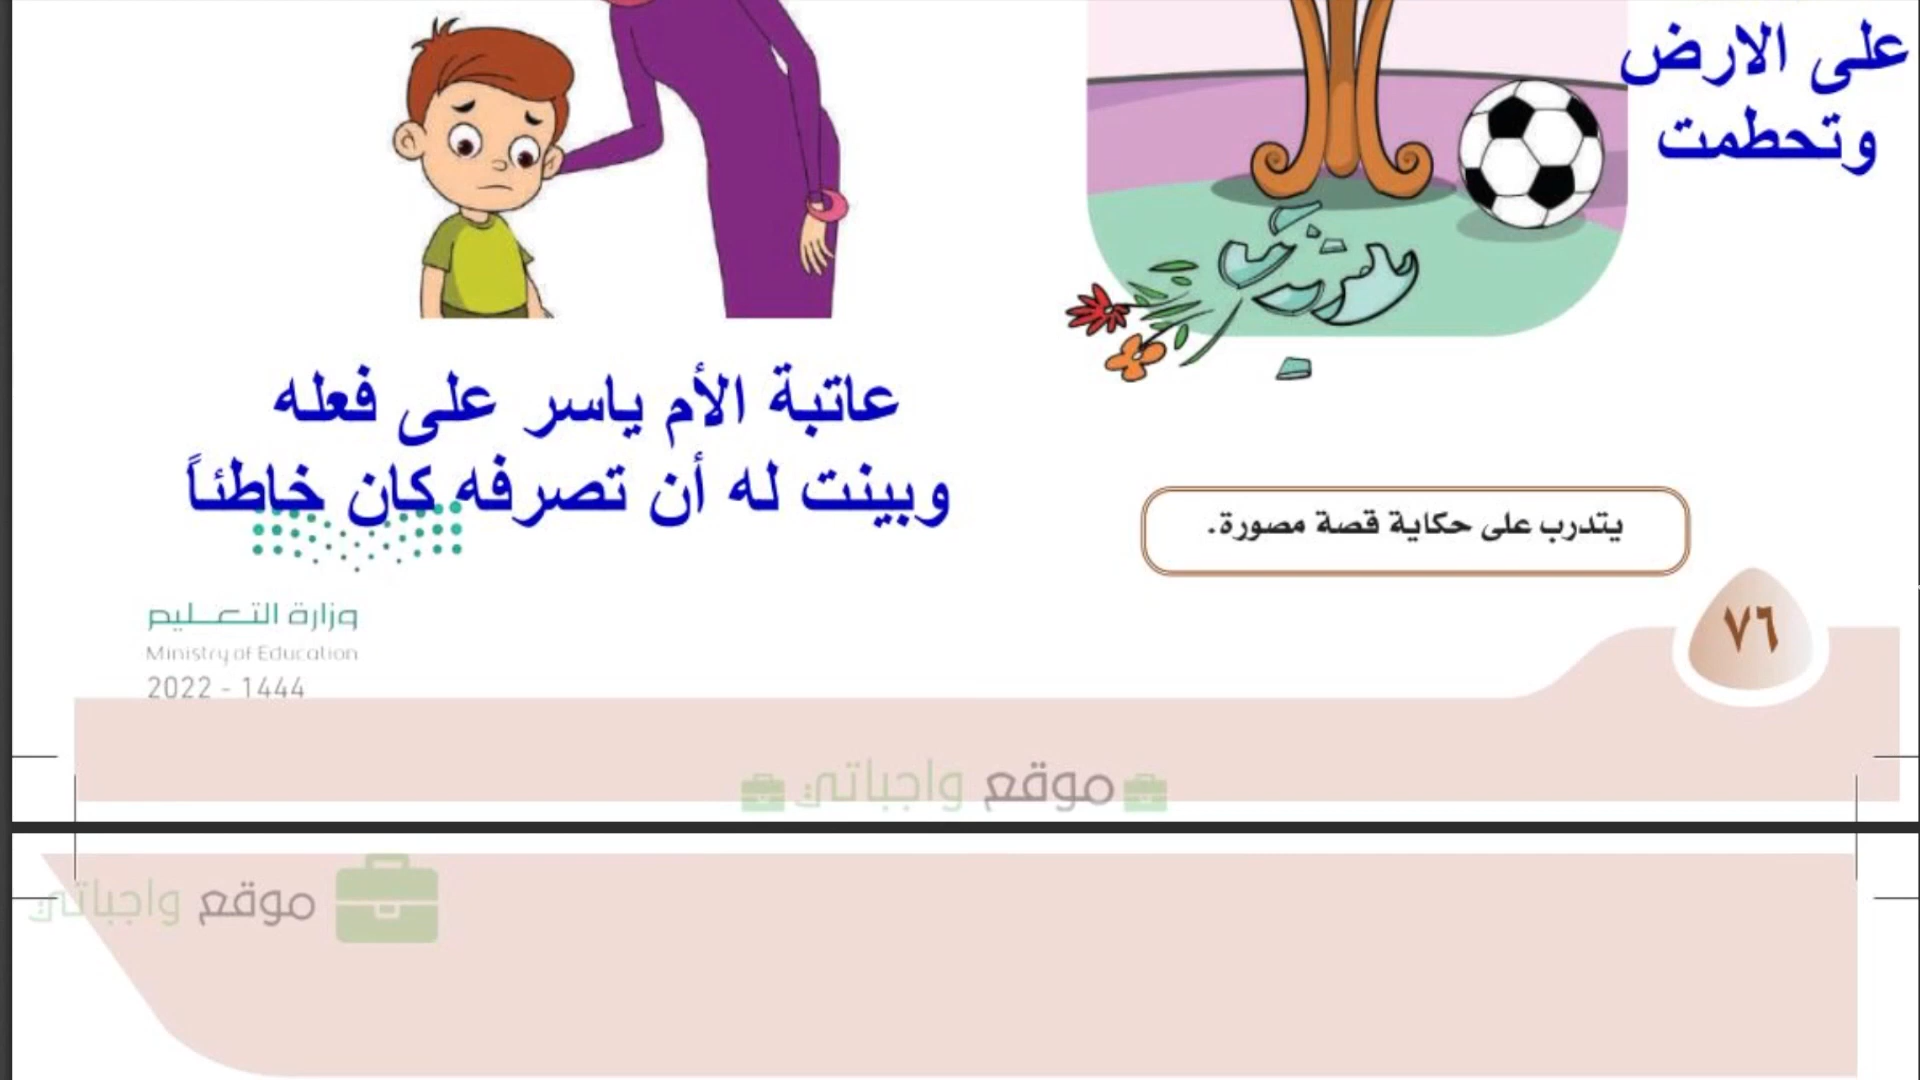 على الارض
وتحطمت
عاتبة الأم ياسر على فعله
وبينت له أن تصرفه كان خاطئاً
يتدرب على حكاية قصة مصورة.
٧٦
وزارة التعليم
Ministry of Education
2022 - 1444
موقع واجباتي
موقع واجباتي